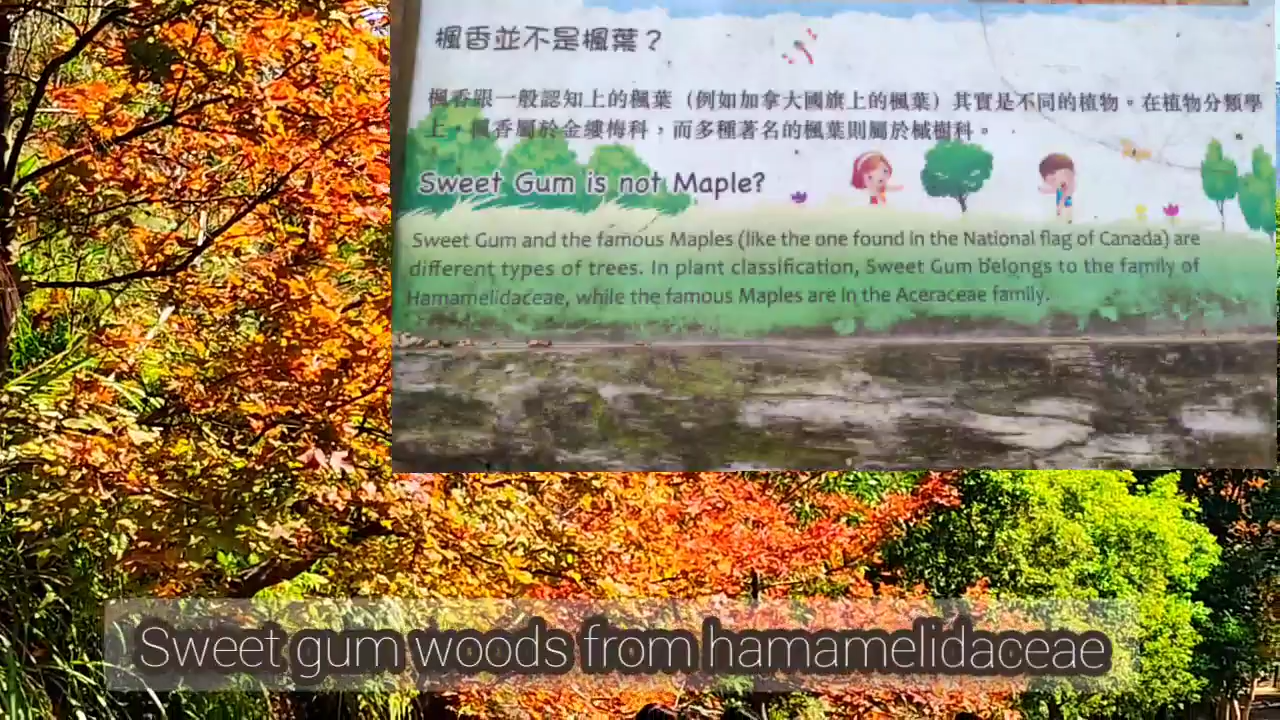 楓香並不是楓葉？
楓香跟一般認知上的楓葉（例如加拿大國旗上的楓葉）其實是不同的植物。在植物分類學
上，楓香屬於金縷梅科，而多種著名的楓葉則屬於槭樹科。
Sweet Gum is not Maple?
Sweet Gum and the famous Maples (like the one found in the National flag of Canada) are
different types of trees. In plant classification, Sweet Gum belongs to the family of
Hamamelidaceae, while the famous Maples are in the Aceraceae family.
Sweet gum woods from hamamelidaceae